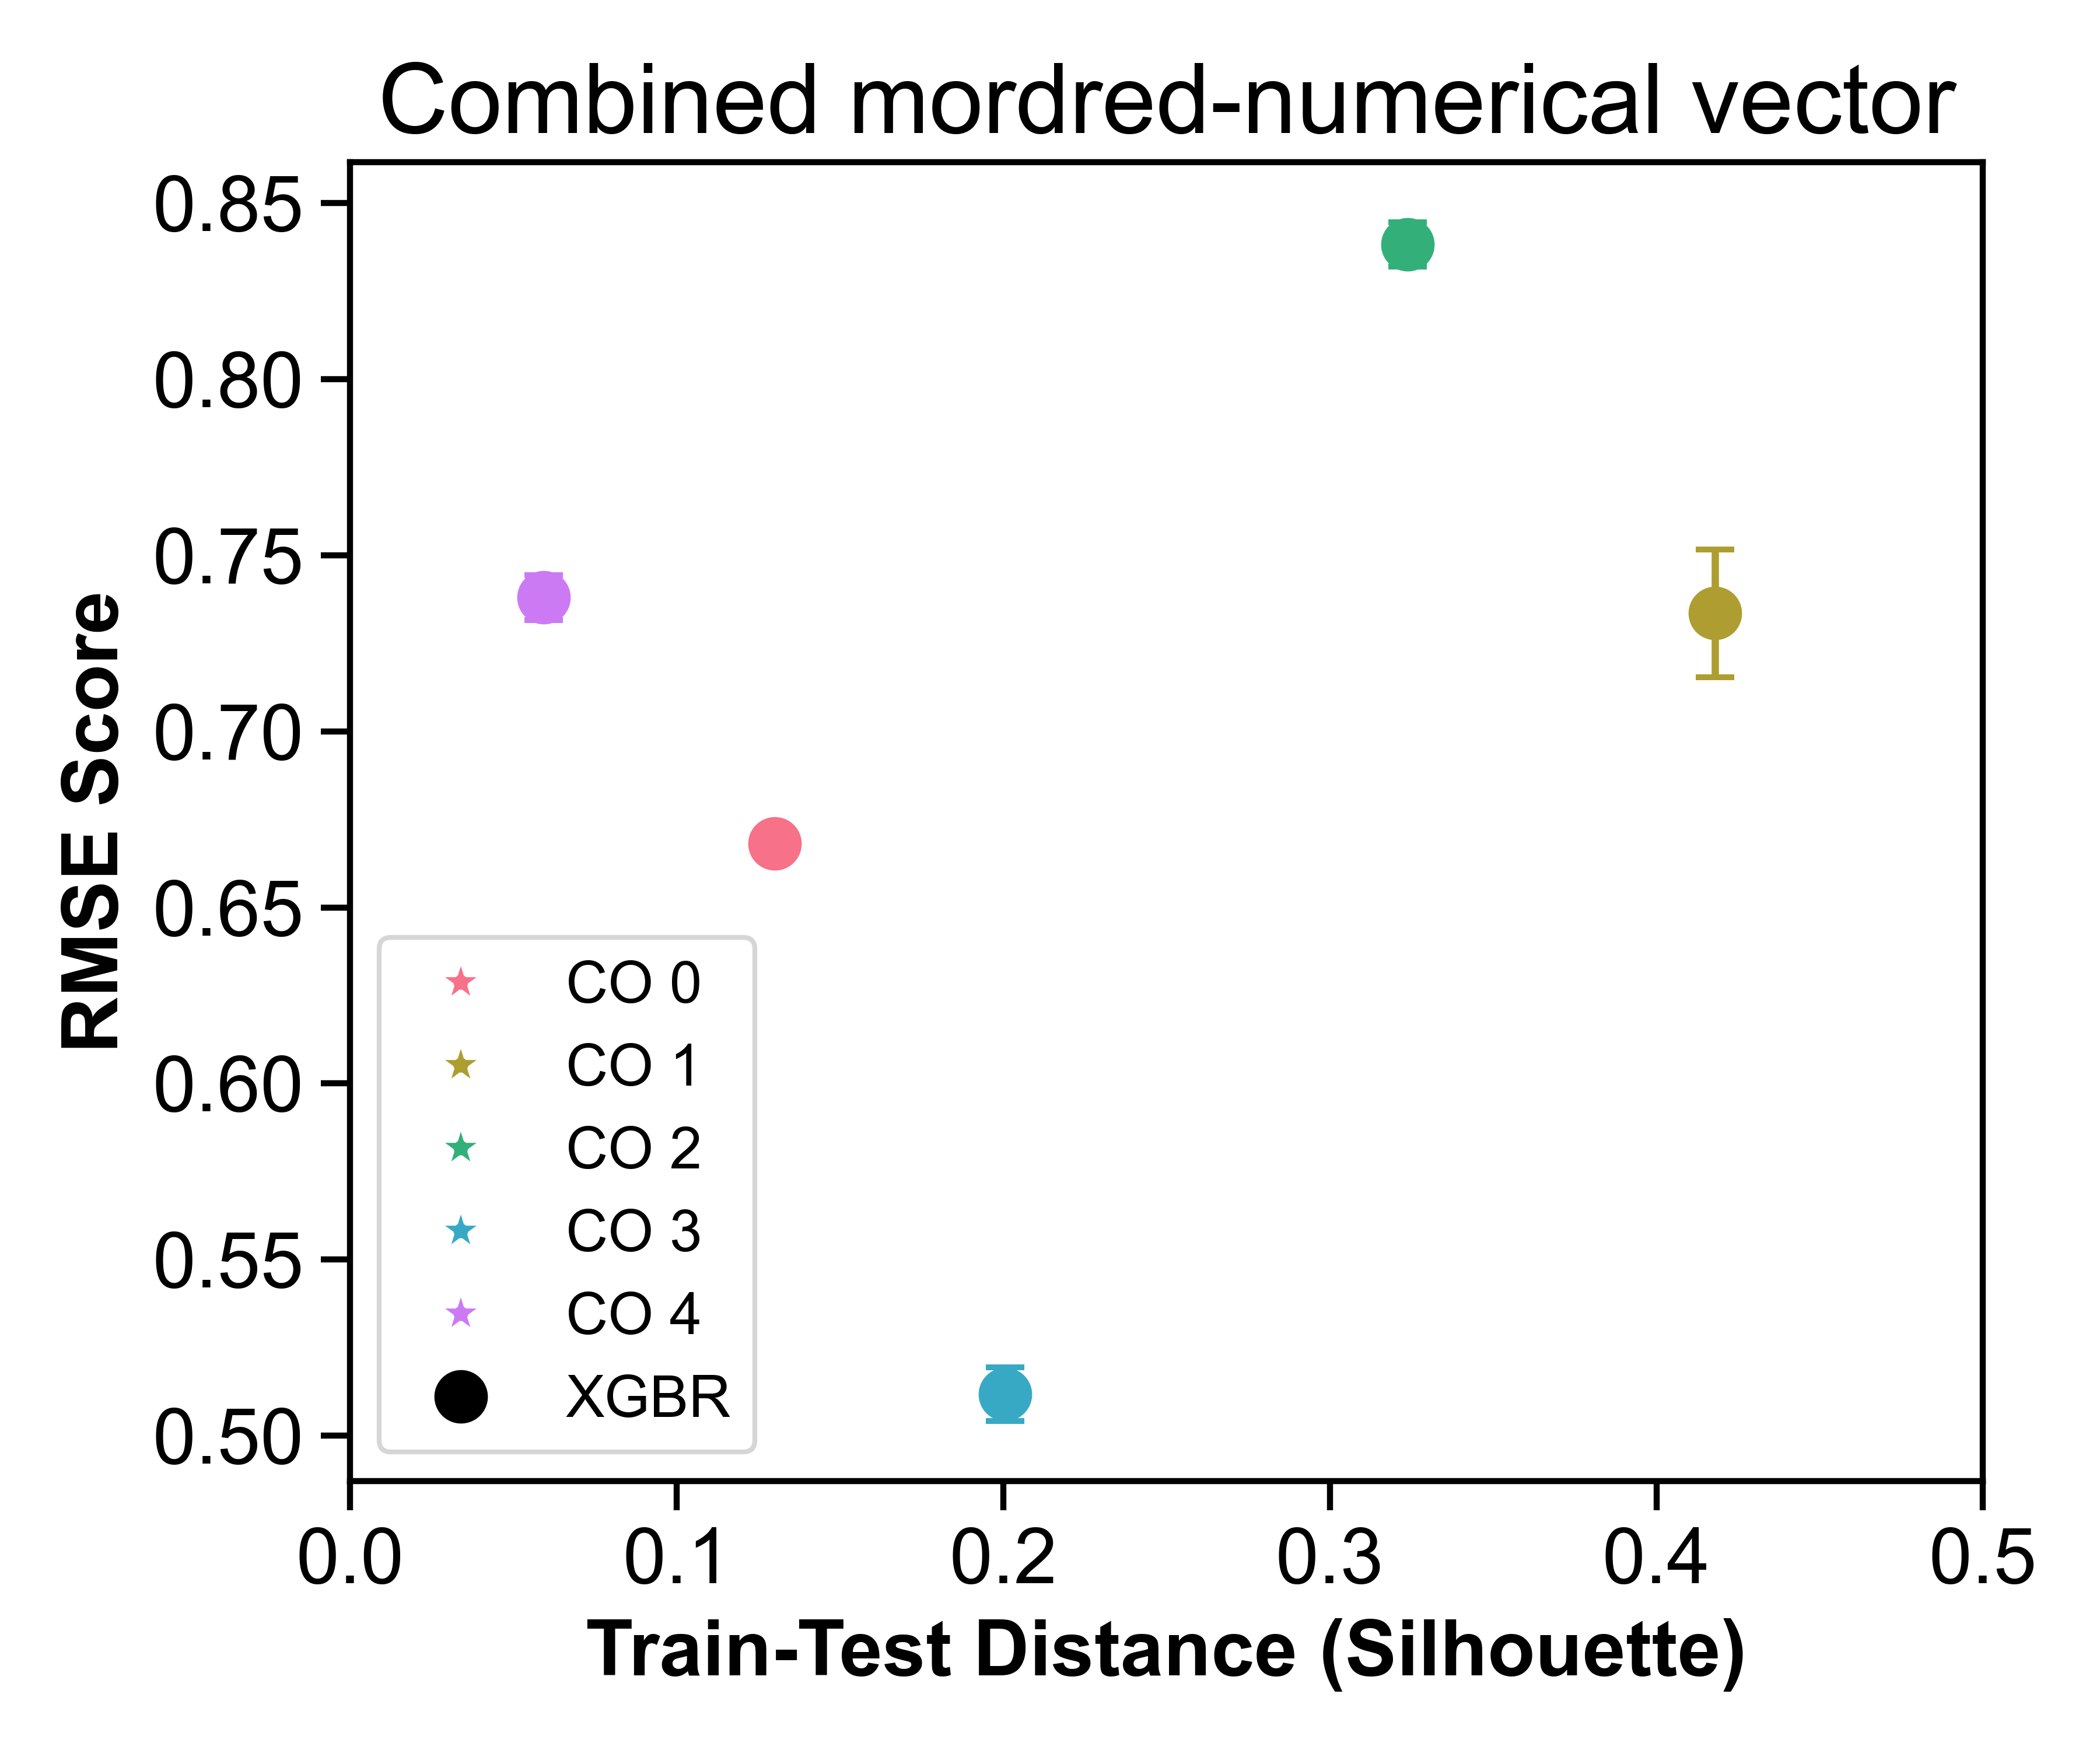 Combined mordred-numerical vector
RMSE Score
0.85
0.80
0.75
0.70
0.65
0.60
0.55
0.50
CO 0
CO 1
CO 2
CO 3
CO 4
XGBR
0.0 0.1 0.2 0.3 0.4 0.5
Train-Test Distance (Silhouette)